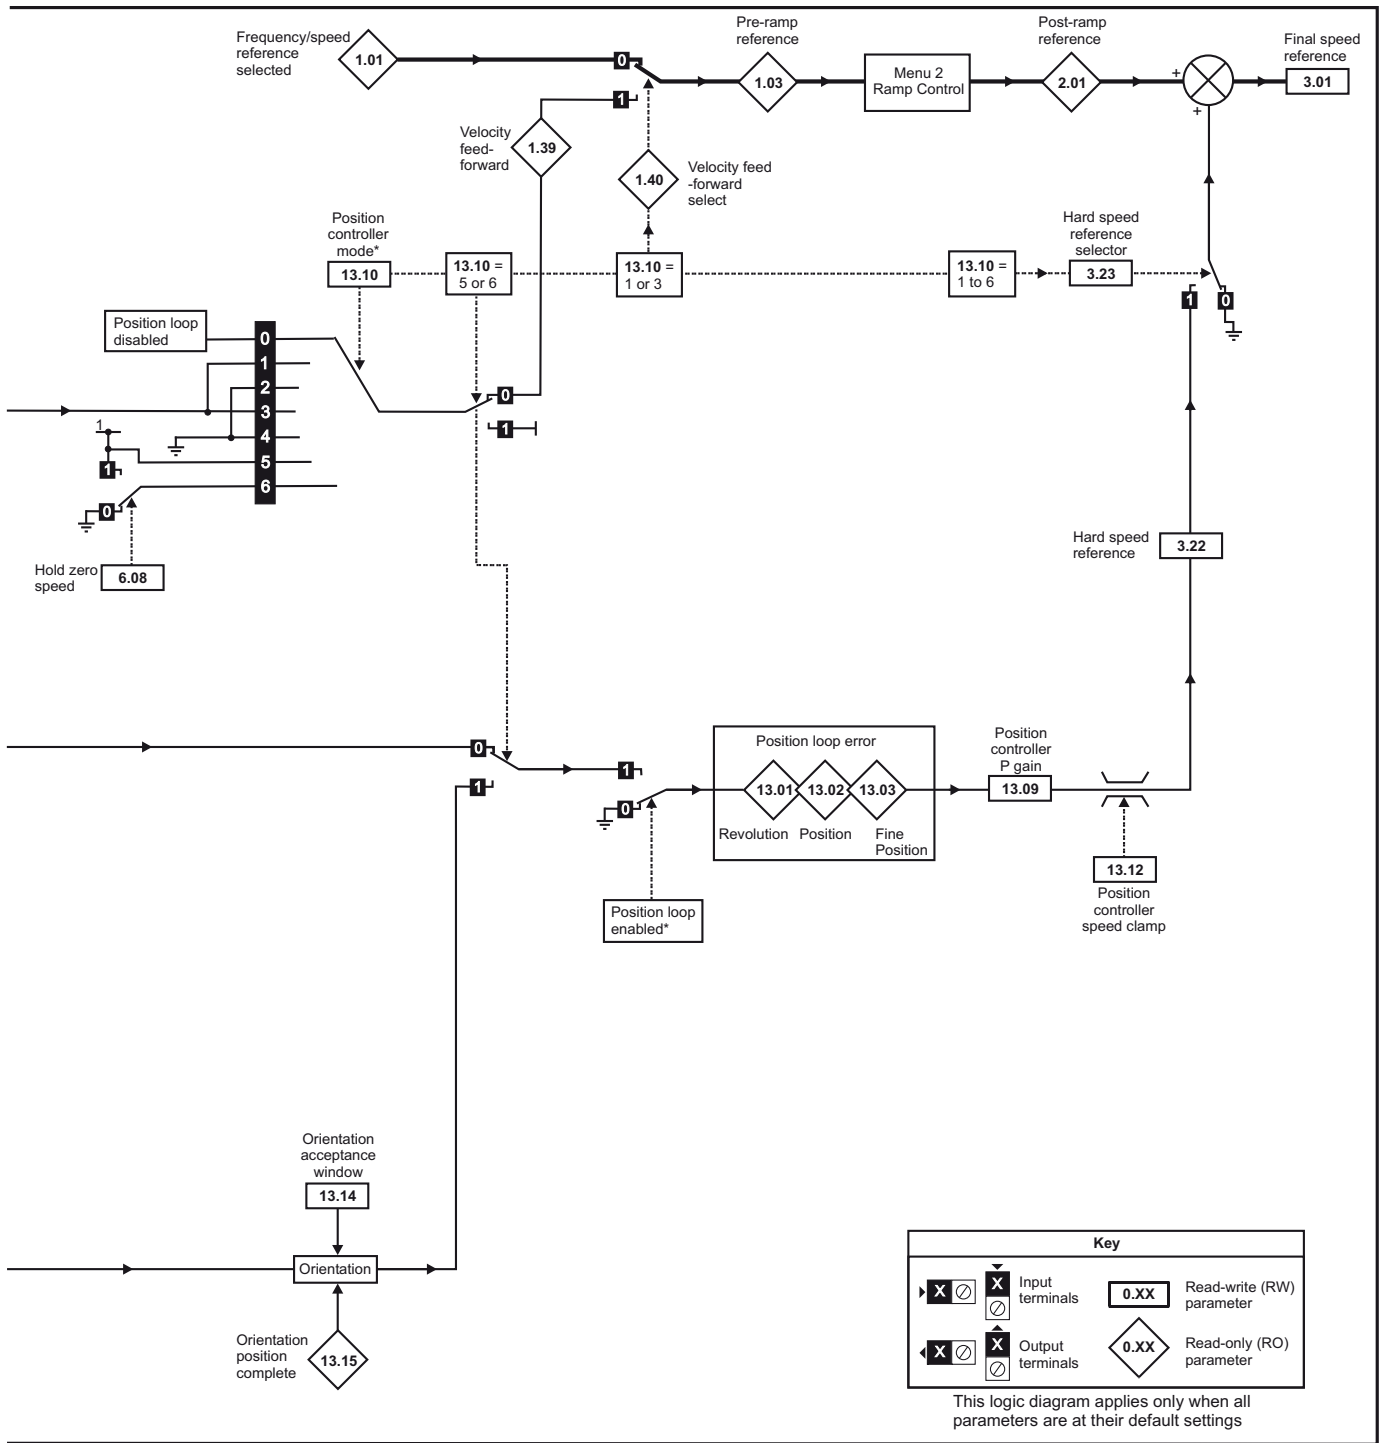 Frequency/speed
reference
selected
1.01
0
1
Pre-ramp
reference
1.03
Menu 2
Ramp Control
Post-ramp
reference
2.01
+
+
Final speed
reference
3.01
Velocity
feed-
forward
1.39
1.40
Velocity feed
-forward
select
Position
controller
mode*
13.10
13.10 =
5 or 6
13.10 =
1 or 3
13.10 =
1 to 6
Hard speed
reference
selector
3.23
1
0
Position loop
disabled
0
1
2
3
4
5
6
0
1
1
1
0
Hold zero
speed
6.08
Hard speed
reference
3.22
0
1
1
0
Position loop error
13.01
13.02
13.03
Revolution
Position
Fine
Position
Position
controller
P gain
13.09
13.12
Position
controller
speed clamp
Position loop
enabled*
Orientation
acceptance
window
13.14
Orientation
Orientation
position
complete
13.15
Key
X
X
Input
terminals
0.XX
Read-write (RW)
parameter
X
X
Output
terminals
0.XX
Read-only (RO)
parameter
This logic diagram applies only when all
parameters are at their default settings